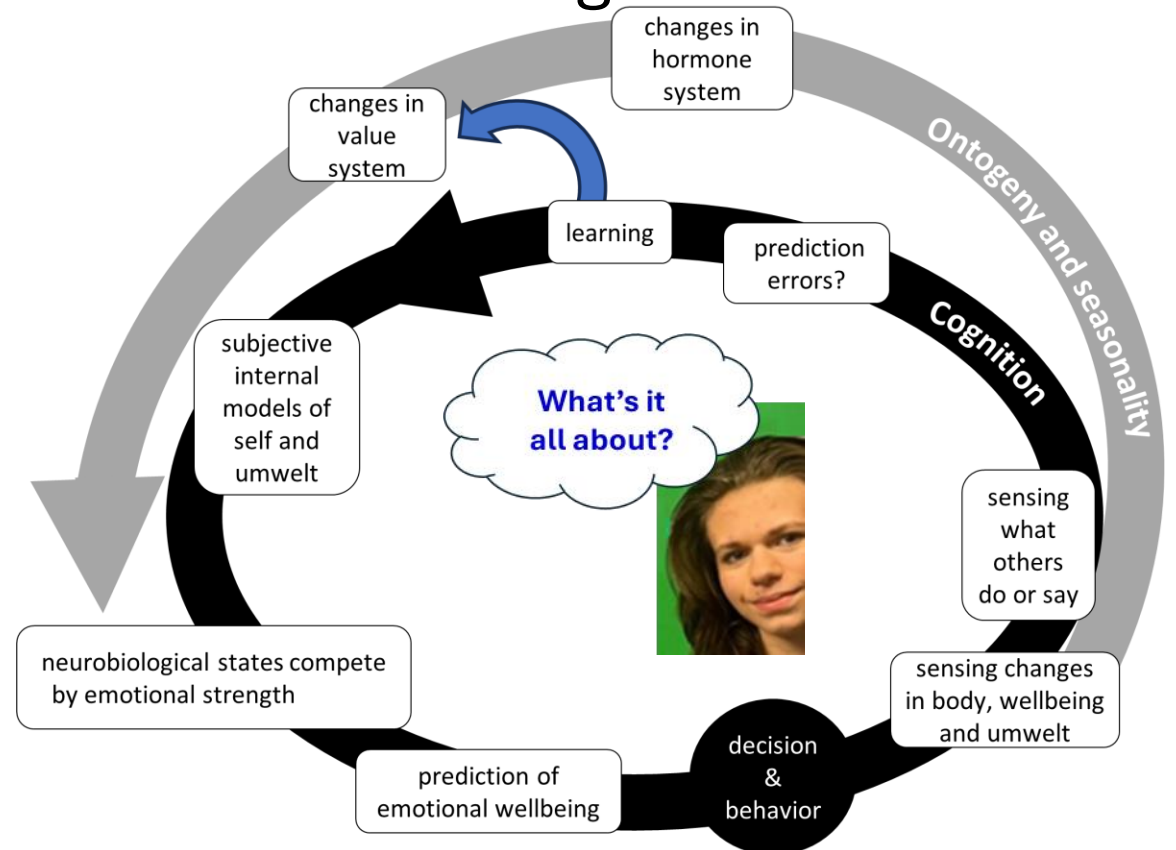 changes in
hormone
system
changes in
value
system
Ontogeny and seasonality
learning
prediction
errors?
Cognition
subjective
internal
models of
self and
umwelt
What's it
all about?
sensing
what
others
do or say
neurobiological states compete
by emotional strength
sensing changes
in body, wellbeing
and umwelt
decision
&
behavior
prediction of
emotional wellbeing